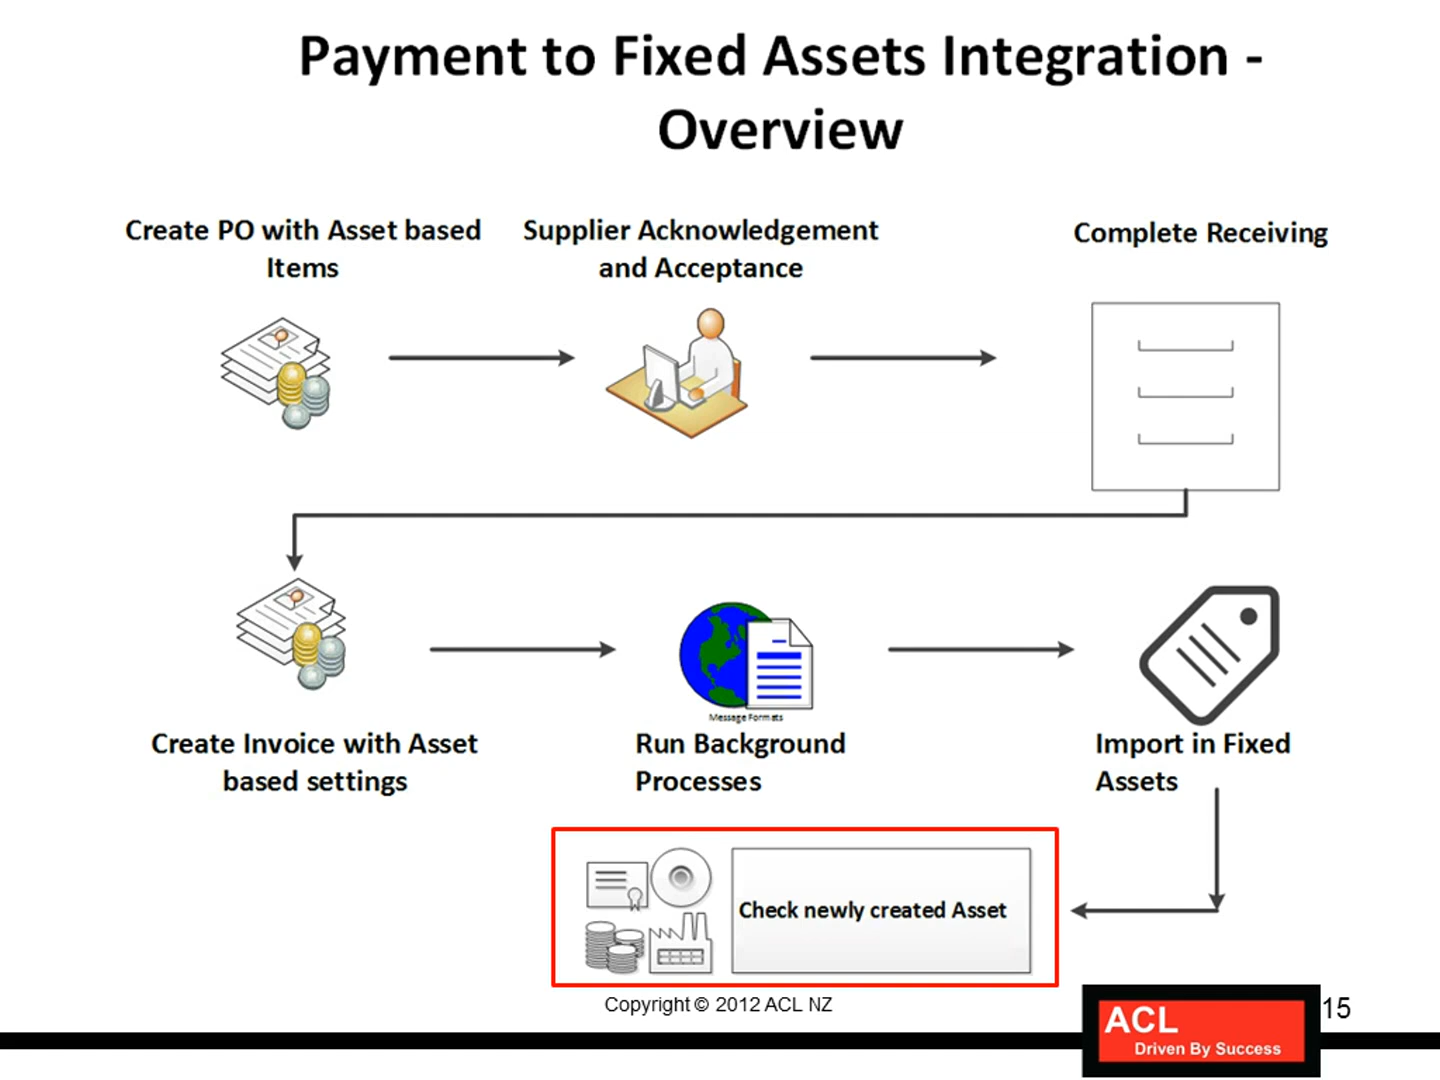 Payment to Fixed Assets Integration -
Overview
Create PO with Asset based
Items
Supplier Acknowledgement
and Acceptance
Complete Receiving
Message Formats
Create Invoice with Asset
based settings
Run Background
Processes
Import in Fixed
Assets
Check newly created Asset
Copyright © 2012 ACL NZ
15
ACL
Driven By Success